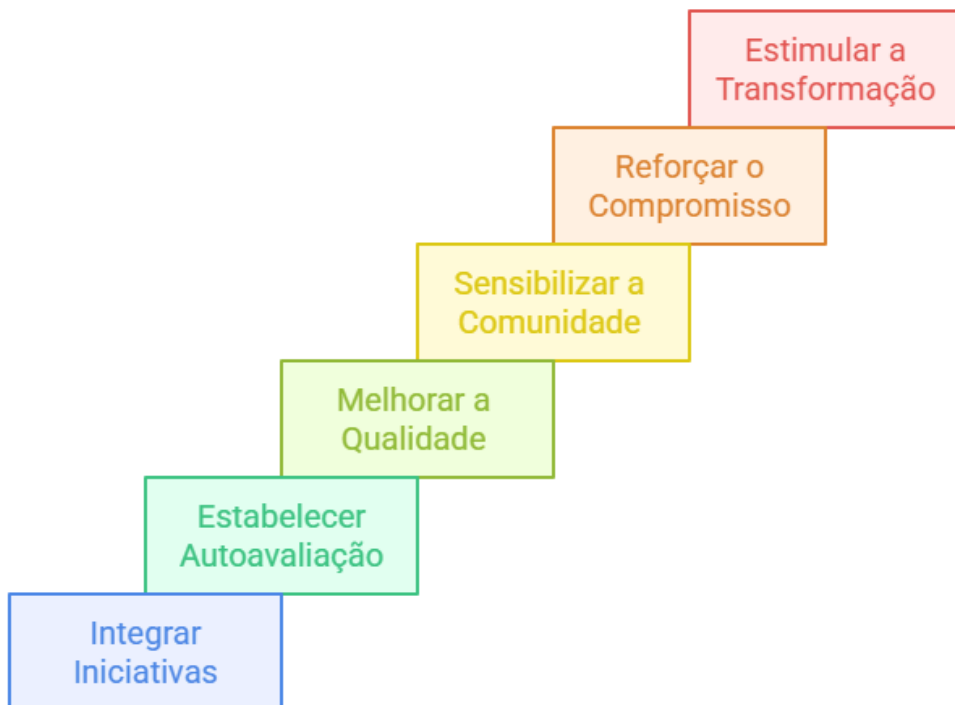 Estimular a
Transformação
Reforçar o
Compromisso
Sensibilizar a
Comunidade
Melhorar a
Qualidade
Estabelecer
Autoavaliação
Integrar
Iniciativas